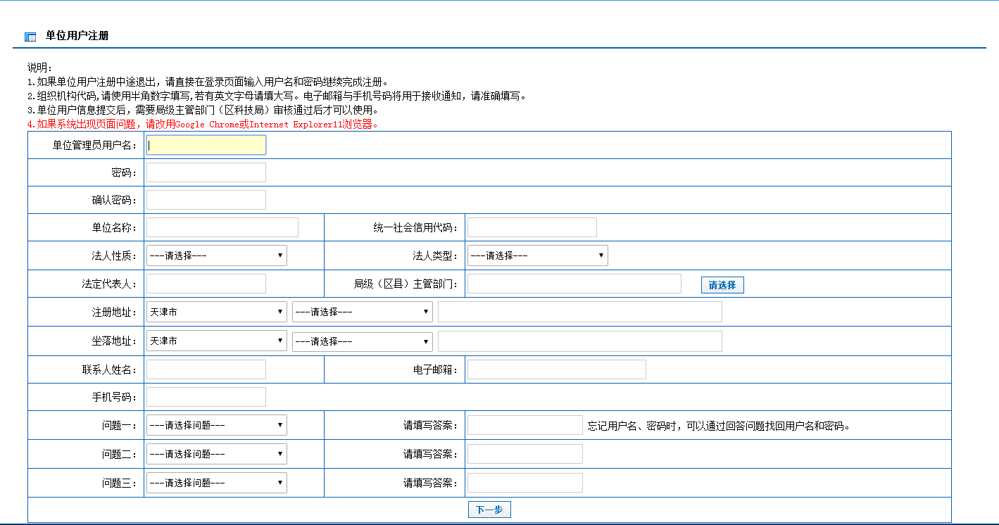 单位用户注册
说明：
1.如果单位用户注册中途退出，请直接在登录页面输入用户名和密码继续完成注册。
2.组织机构代码,请使用半角数字填写,若有英文字母请填大写。电子邮箱与手机号码将用于接收通知，请准确填写。
3.单位用户信息提交后，需要局级主管部门（区科技局）审核通过后才可以使用。
4.如果系统出现页面问题，请改用Google Chrome或Internet Explorer11浏览器。
单位管理员用户名：
密码：
确认密码：
单位名称： 统一社会信用代码：
法人性质： ---请选择--- 法人类型： ---请选择---
法定代表人： 局级（区县）主管部门： 请选择
注册地址： 天津市 ---请选择---
坐落地址： 天津市 ---请选择---
联系人姓名： 电子邮箱：
手机号码：
问题一： ---请选择问题--- 请填写答案： 忘记用户名、密码时，可以通过回答问题找回用户名和密码。
问题二： ---请选择问题--- 请填写答案：
问题三： ---请选择问题--- 请填写答案：
下一步